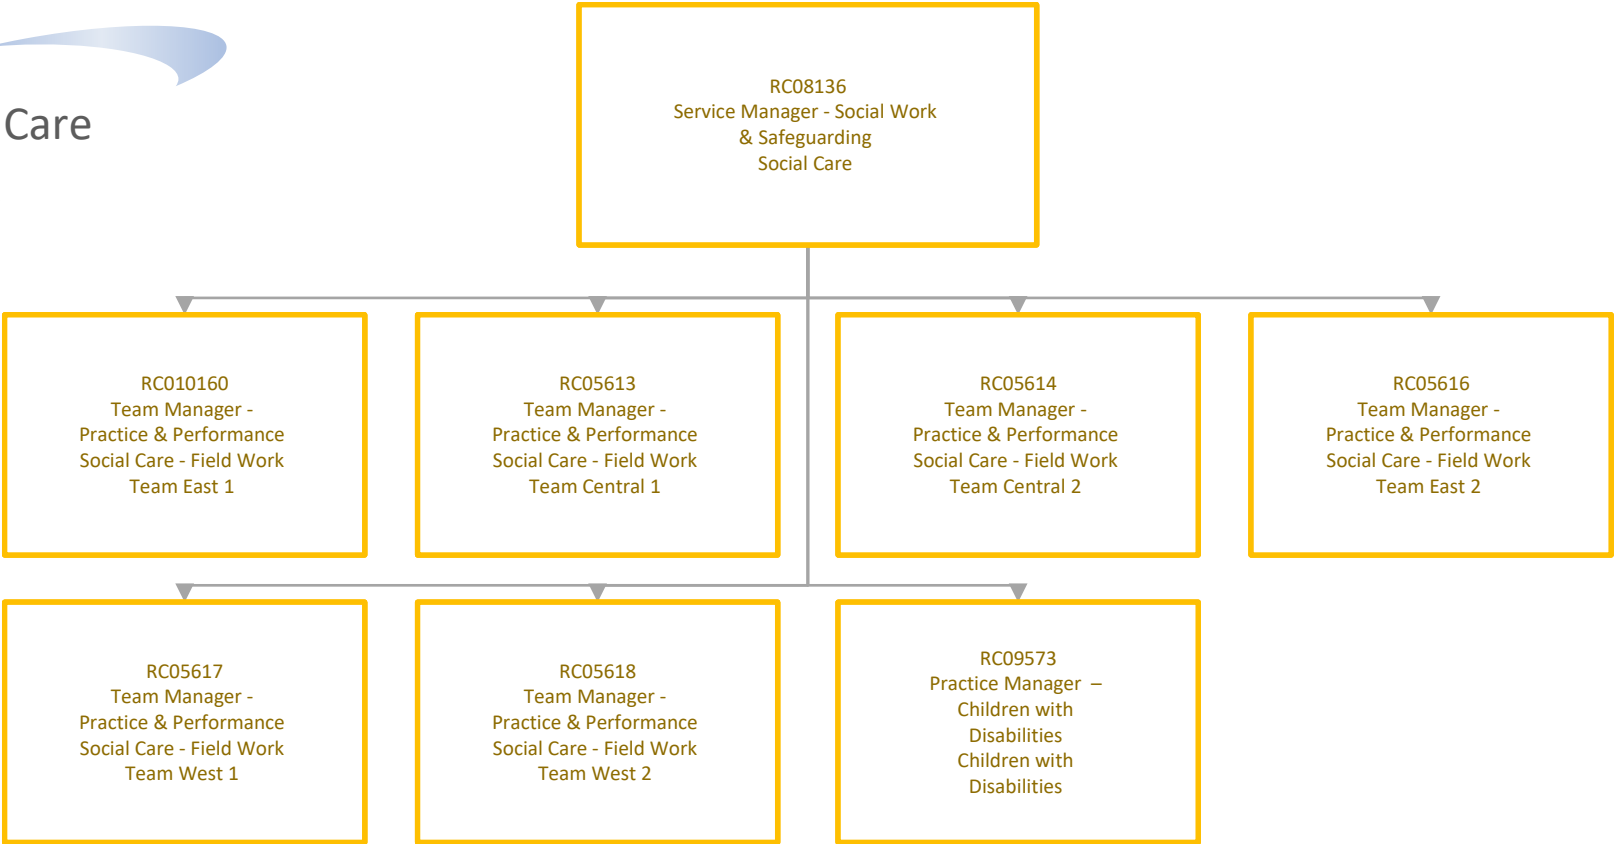 Care
RC08136
Service Manager - Social Work
& Safeguarding
Social Care
RC010160
Team Manager -
Practice & Performance
Social Care - Field Work
Team East 1
RC05613
Team Manager -
Practice & Performance
Social Care - Field Work
Team Central 1
RC05614
Team Manager -
Practice & Performance
Social Care - Field Work
Team Central 2
RC05616
Team Manager -
Practice & Performance
Social Care - Field Work
Team East 2
RC05617
Team Manager -
Practice & Performance
Social Care - Field Work
Team West 1
RC05618
Team Manager -
Practice & Performance
Social Care - Field Work
Team West 2
RC09573
Practice Manager –
Children with
Disabilities
Children with
Disabilities